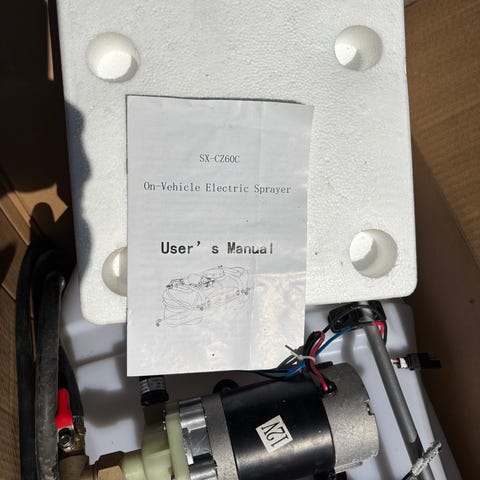 SX-CZ60C
On-Vehicle Electric Sprayer
User's Manual
12V